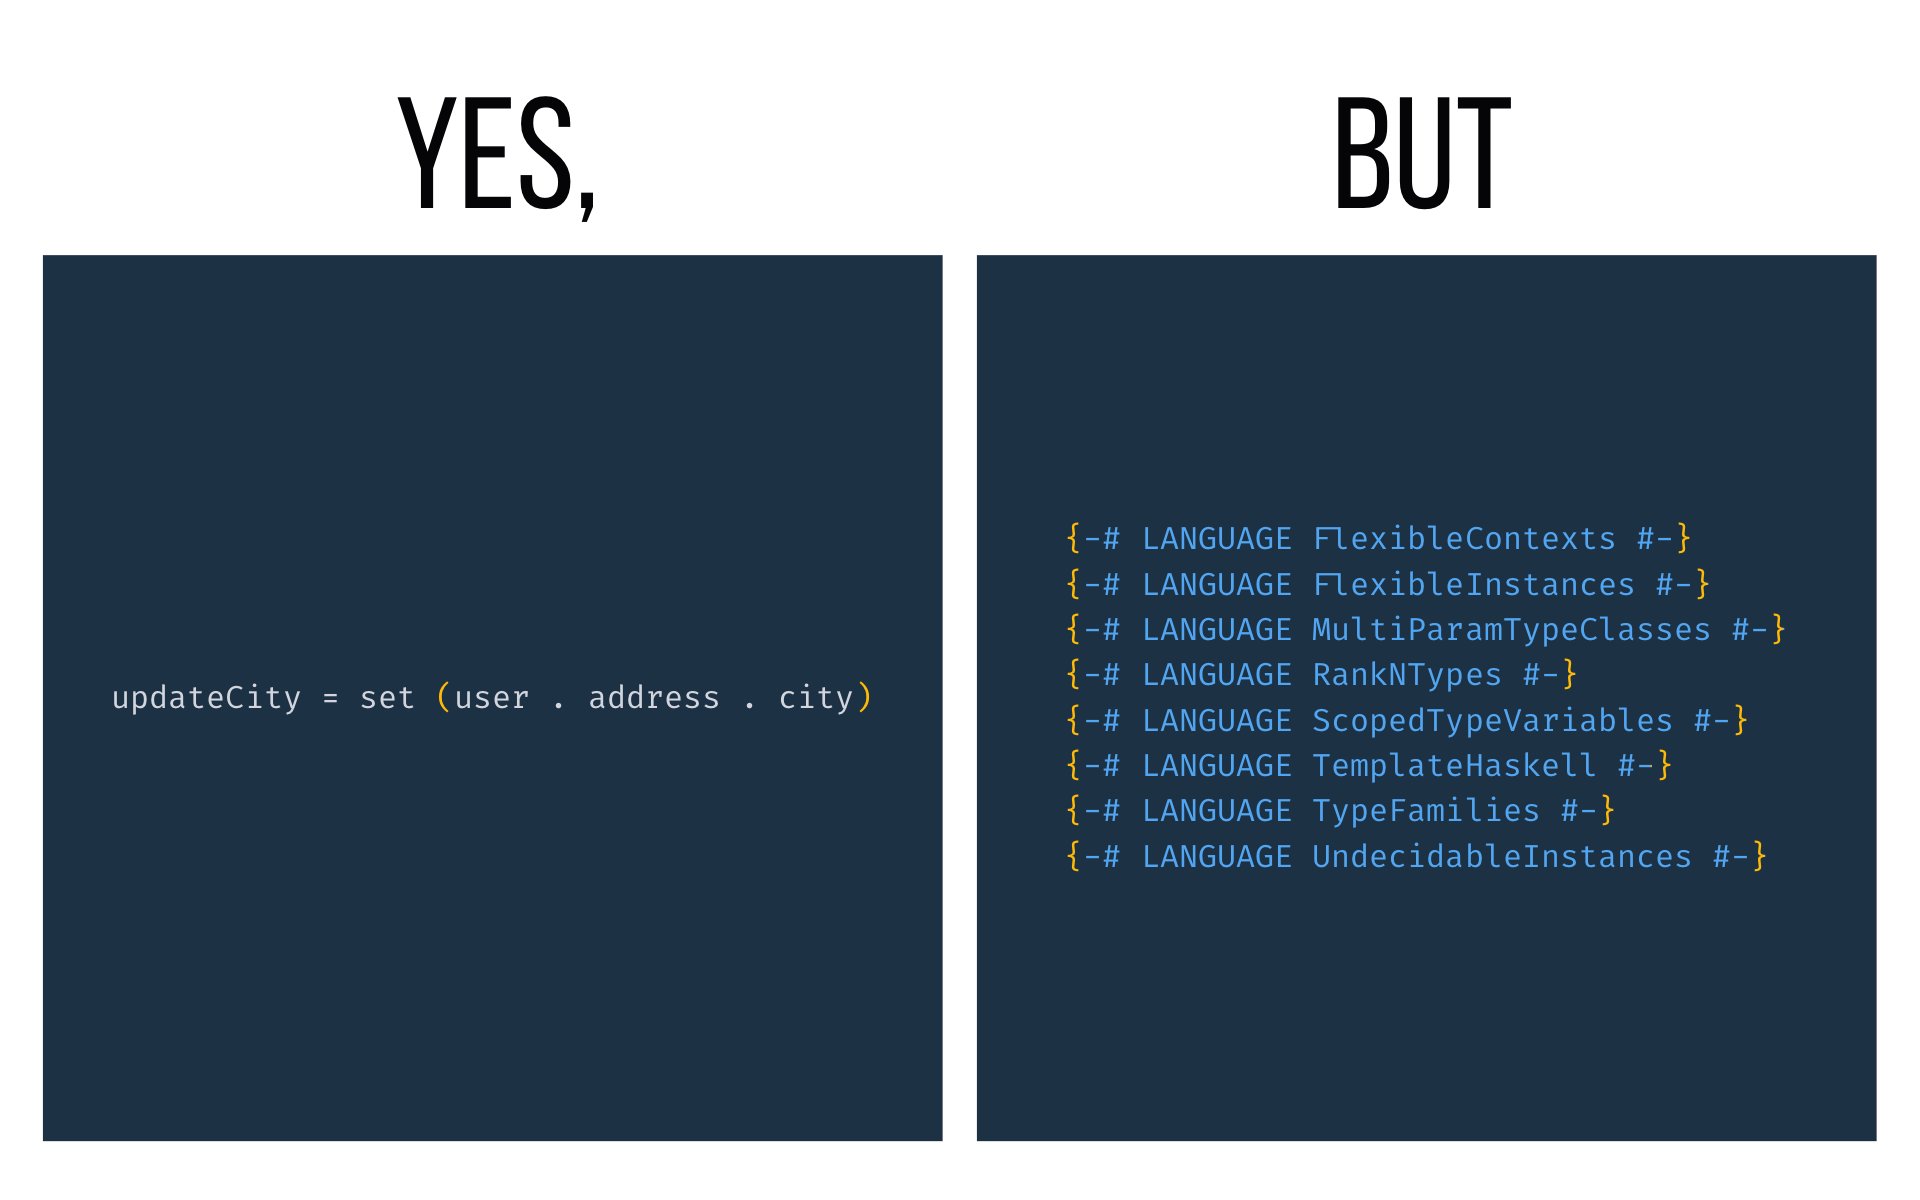 YES,
BUT
updateCity = set (user . address . city)
{-# LANGUAGE FlexibleContexts #-}
{-# LANGUAGE FlexibleInstances #-}
{-# LANGUAGE MultiParamTypeClasses #-}
{-# LANGUAGE RankNTypes #-}
{-# LANGUAGE ScopedTypeVariables #-}
{-# LANGUAGE TemplateHaskell #-}
{-# LANGUAGE TypeFamilies #-}
{-# LANGUAGE UndecidableInstances #-}